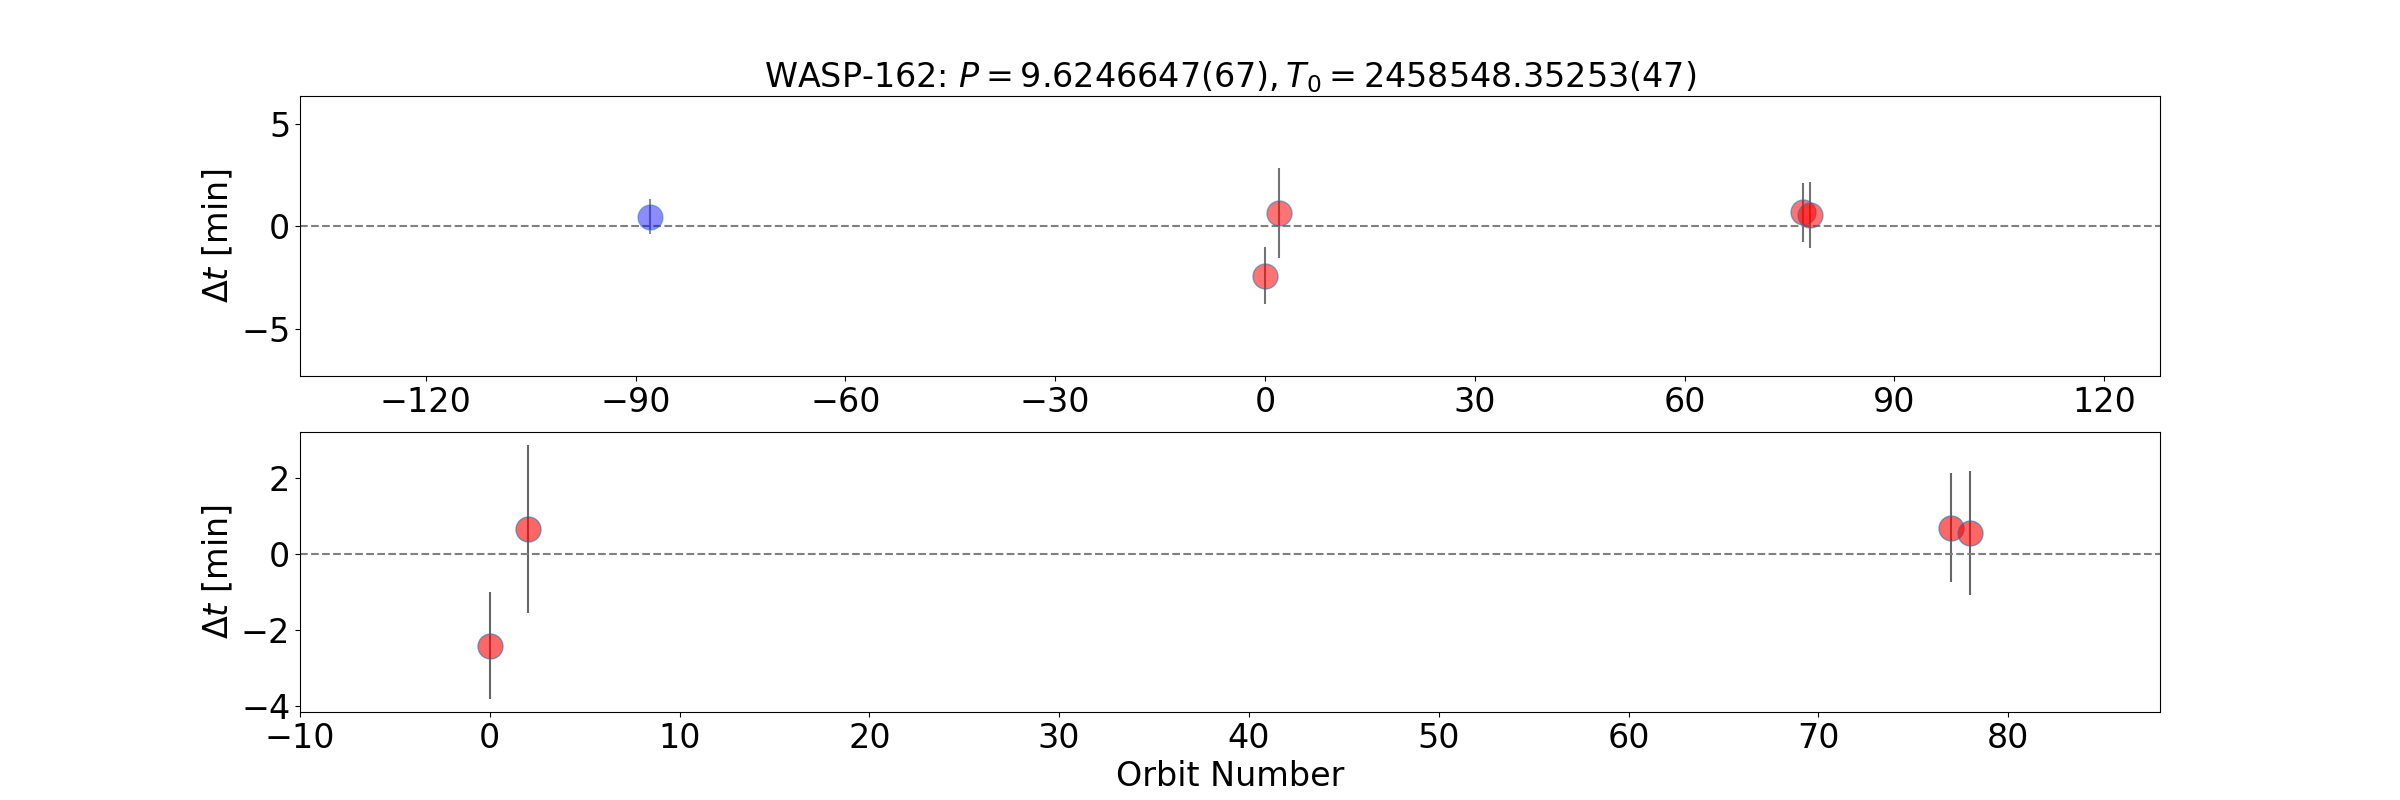 WASP-162: P = 9.6246647(67), T₀ = 2458548.35253(47)
5
0
−5
Δt [min]
−120 −90 −60 −30 0 30 60 90 120
2
0
−2
−4
Δt [min]
−10 0 10 20 30 40 50 60 70 80
Orbit Number